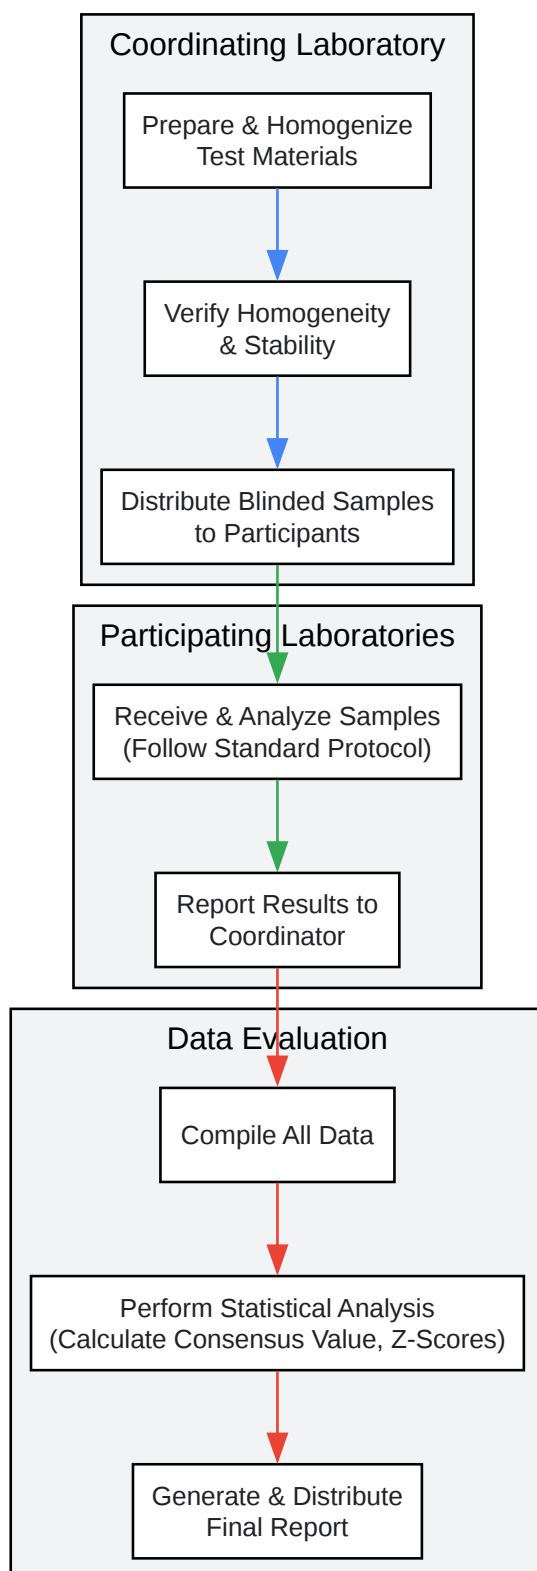 Coordinating Laboratory
Prepare & Homogenize
Test Materials
Verify Homogeneity
& Stability
Distribute Blinded Samples
to Participants
Participating Laboratories
Receive & Analyze Samples
(Follow Standard Protocol)
Report Results to
Coordinator
Data Evaluation
Compile All Data
Perform Statistical Analysis
(Calculate Consensus Value, Z-Scores)
Generate & Distribute
Final Report